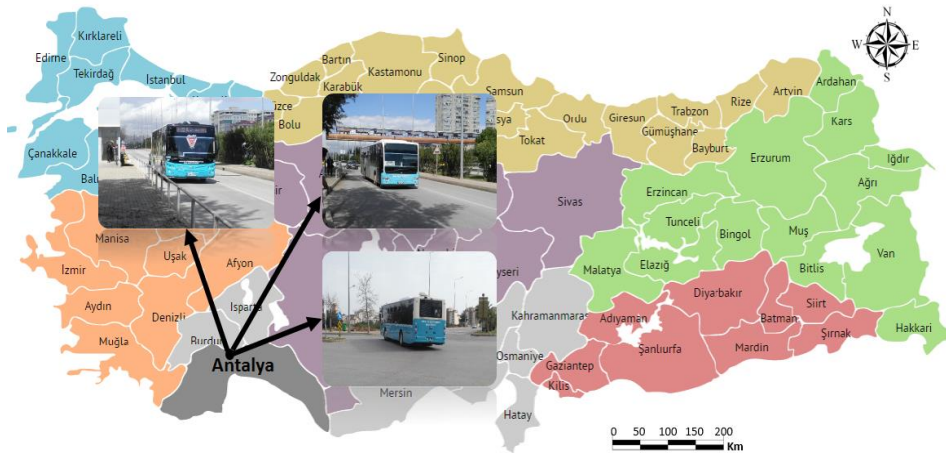 N
W E
S
Kırklareli
Edirne
Tekirdağ
İstanbul
Çanakkale
Bartın
Zonguldak
Kastamonu
Sinop
Karabük
Bolu
Samsun
Tokat
Ordu
Giresun
Trabzon
Gümüşhane
Bayburt
Rize
Artvin
Ardahan
Kars
Iğdır
Erzurum
Ağrı
Erzincan
Sivas
Tunceli
Bingol
Muş
Van
Malatya
Elazığ
Bitlis
Hakkari
Diyarbakır
Siirt
Batman
Şırnak
Adıyaman
Mardin
Şanlıurfa
Gaziantep
Kilis
Kahramanmaraş
Osmaniye
Hatay
Mersin
Manisa
Uşak
Afyon
İzmir
Aydın
Denizli
Muğla
Isparta
Burdur
Antalya
0 50 100 150 200
Km